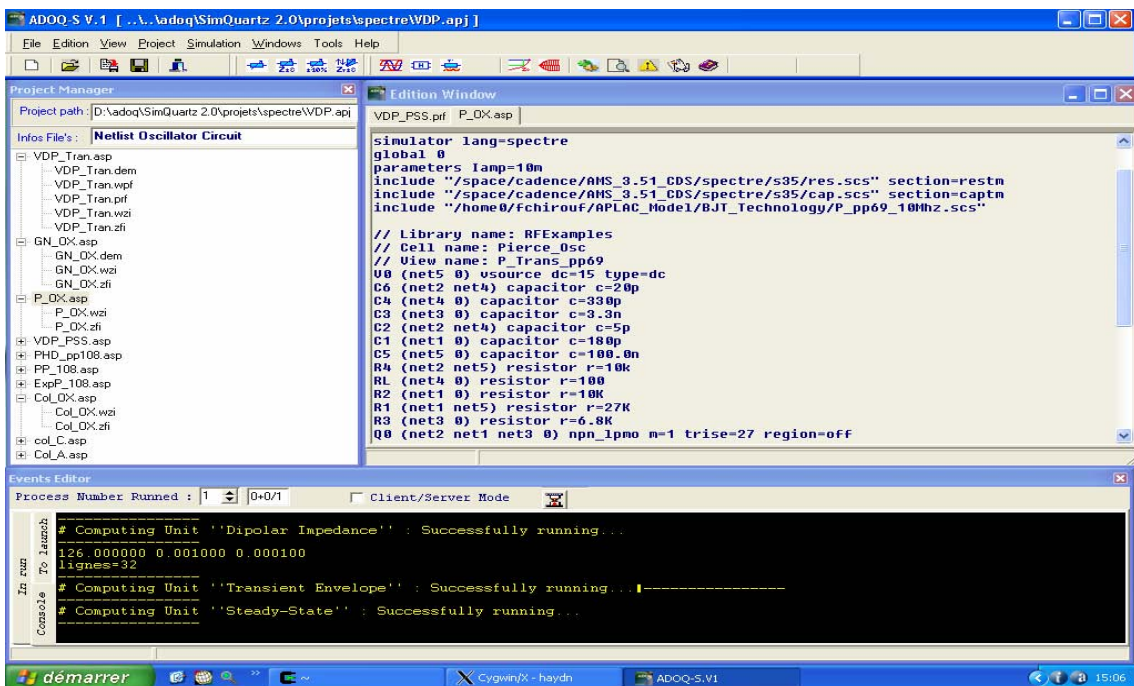 ADOQ-S V.1 [ ..\..\adoq\SimQuartz 2.0\projets\spectre\VDP.apj ]
File Edition View Project Simulation Windows Tools Help
Project Manager
Project path : D:\adoq\SimQuartz 2.0\projets\spectre\VDP.apj
Infos File's : Netlist Oscillator Circuit
VDP_Tran.asp
VDP_Tran.dem
VDP_Tran.wpf
VDP_Tran.prf
VDP_Tran.wzi
VDP_Tran.zfi
GN_OX.asp
GN_OX.dem
GN_OX.wzi
GN_OX.zfi
P_OX.asp
P_OX.wzi
P_OX.zfi
VDP_PSS.asp
PHD_pp108.asp
PP_108.asp
ExpP_108.asp
Col_OX.asp
Col_OX.wzi
Col_OX.zfi
col_C.asp
Col_A.asp
Edition Window
VDP_PSS.prf P_OX.asp
simulator lang=spectre
global 0
parameters Iamp=10m
include "/space/cadence/AMS_3.51_CDS/spectre/s35/res.scs" section=restm
include "/space/cadence/AMS_3.51_CDS/spectre/s35/cap.scs" section=captm
include "/home0/fchirouf/APLAC_Model/BJT_Technology/P_pp69_10Mhz.scs"
// Library name: RFExamples
// Cell name: Pierce_Osc
// View name: P_Trans_pp69
V0 (net5 0) vsource dc=15 type=dc
C6 (net2 net4) capacitor c=20p
C4 (net4 0) capacitor c=330p
C3 (net3 0) capacitor c=3.3n
C2 (net2 net4) capacitor c=5p
C1 (net1 0) capacitor c=180p
C5 (net5 0) capacitor c=100.0n
R4 (net2 net5) resistor r=10k
RL (net4 0) resistor r=100
R2 (net1 0) resistor r=10K
R1 (net1 net5) resistor r=27K
R3 (net3 0) resistor r=6.8K
Q0 (net2 net1 net3 0) npn_lpmo m=1 trise=27 region=off
Events Editor
Process Number Runned : 1 0+0/1 Client/Server Mode
To launch
In run
Console
----------------
# Computing Unit ''Dipolar Impedance'' : Successfully running...
----------------
126.000000 0.001000 0.000100
lignes=32
----------------
# Computing Unit ''Transient Envelope'' : Successfully running...----------------
----------------
# Computing Unit ''Steady-State'' : Successfully running...
----------------
démarrer
~
Cygwin/X - haydn
ADOQ-S.V1
15:06